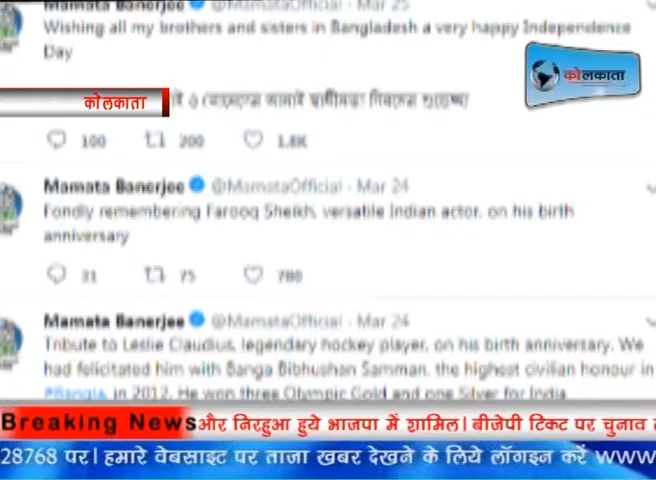 Mamata Banerjee @MamataOfficial · Mar 25
Wishing all my brothers and sisters in Bangladesh a very happy Independence
Day
कोलकाता
कोलकाता
100 200 1.8K
Mamata Banerjee @MamataOfficial · Mar 24
Fondly remembering Farooq Sheikh, versatile Indian actor, on his birth
anniversary
31 75 780
Mamata Banerjee @MamataOfficial · Mar 24
Tribute to Leslie Claudius, legendary hockey player, on his birth anniversary. We
had felicitated him with Banga Bibhushan Samman, the highest civilian honour in
#Bangla, in 2012. He won three Olympic Gold and one Silver for India
Breaking News और निरहुआ हुये भाजपा में शामिल। बीजेपी टिकट पर चुनाव
28768 पर। हमारे वेबसाइट पर ताजा खबर देखने के लिये लॉगइन करें www